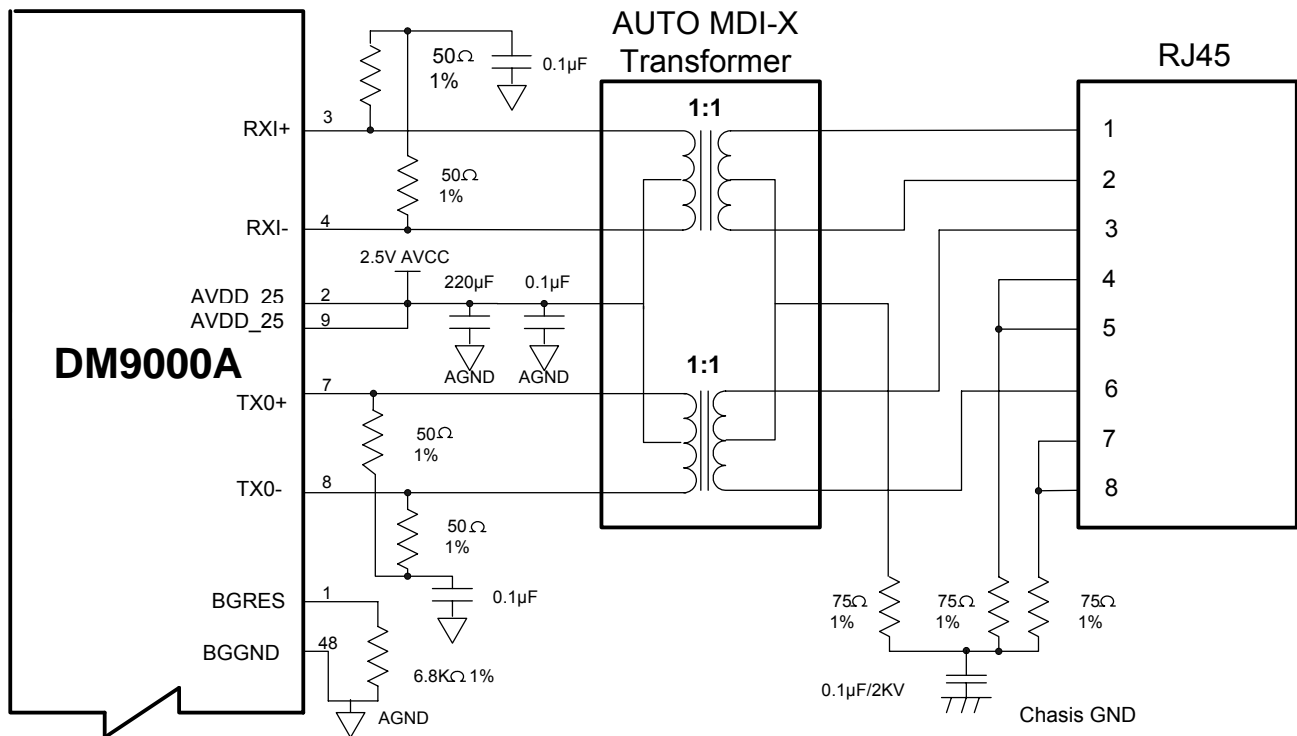 AUTO MDI-X
Transformer
RJ45
50Ω
1%
0.1µF
1:1
RXI+
3
1
50Ω
1%
2
RXI-
4
3
2.5V AVCC
220µF
0.1µF
4
AVDD_25
2
AVDD_25
9
5
DM9000A
AGND
AGND
1:1
TX0+
7
6
50Ω
1%
7
TX0-
8
8
50Ω
1%
BGRES
1
0.1µF
75Ω
1%
75Ω
1%
75Ω
1%
BGGND
48
6.8KΩ 1%
0.1µF/2KV
AGND
Chasis GND